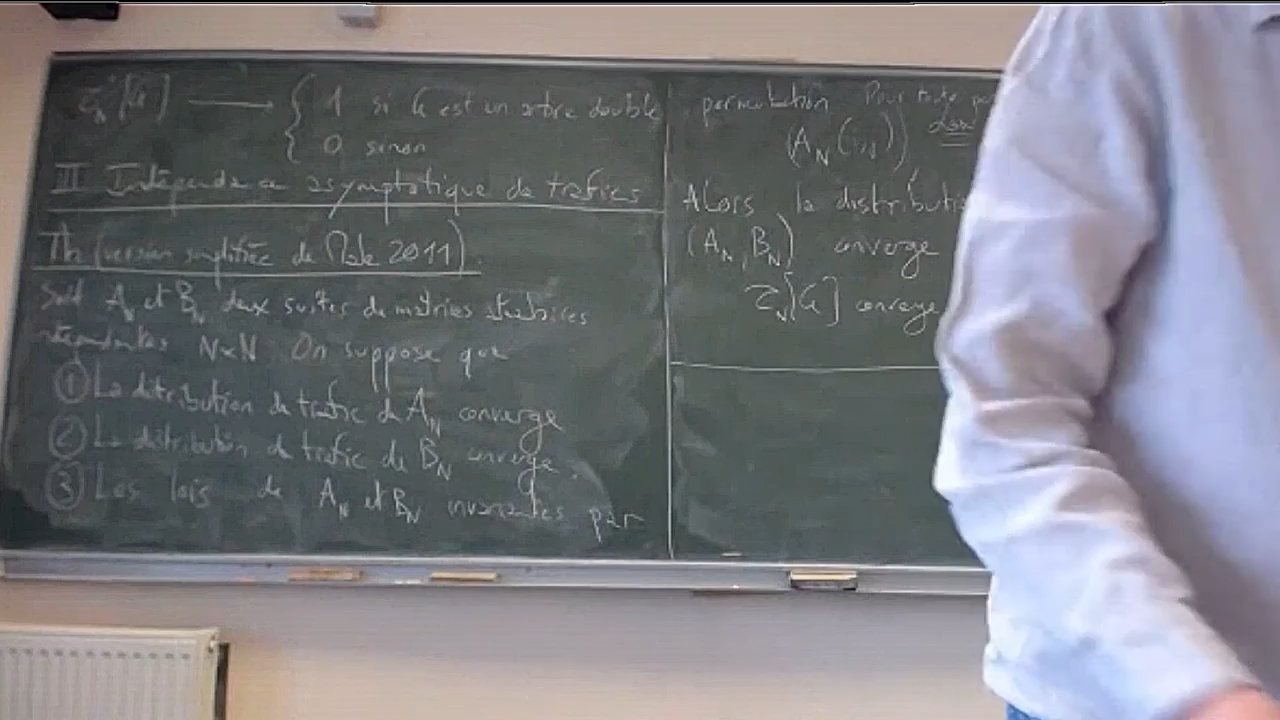 τ_N°[G] → { 1 si G est un arbre double
0 sinon
III Indépendance asymptotique de trafics
Th (version simplifiée de Male 2011)
Soit A_N et B_N deux suites de matrices aléatoires
indépendantes N×N. On suppose que
① La distribution de trafic de A_N converge
② La distribution de trafic de B_N converge.
③ Les lois de A_N et B_N invariantes par
permutation Pour toute
(A_N(i,j))
Alors la distribution
(A_N, B_N) converge
τ_N[G] converge